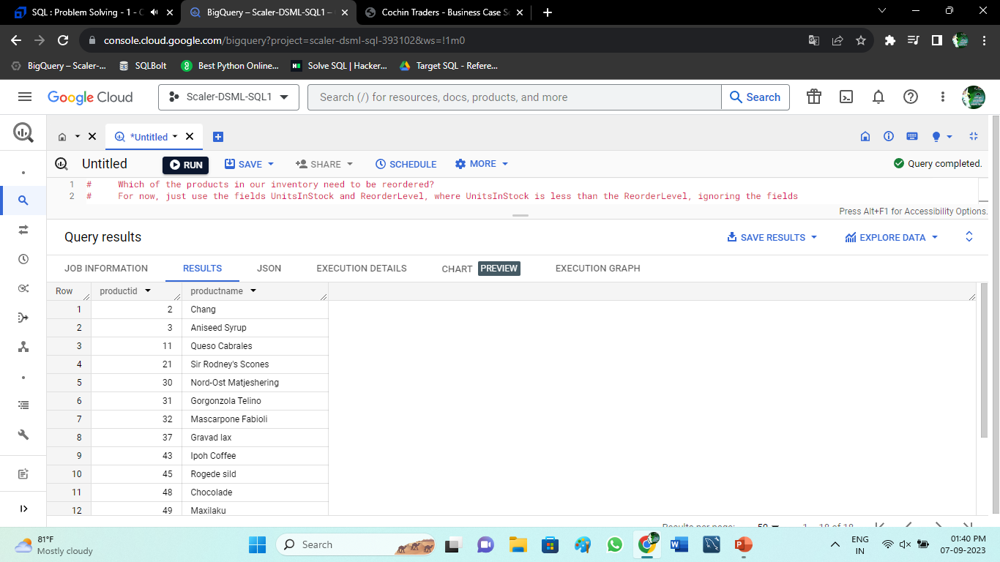 SQL : Problem Solving - 1 - C
BigQuery – Scaler-DSML-SQL1 –
Cochin Traders - Business Case S
console.cloud.google.com/bigquery?project=scaler-dsml-sql-393102&ws=!1m0
BigQuery – Scaler-...
SQLBolt
Best Python Online...
Solve SQL | Hacker...
Target SQL - Refere...
Google Cloud
Scaler-DSML-SQL1
Search (/) for resources, docs, products, and more
Search
*Untitled
Untitled
RUN
SAVE
SHARE
SCHEDULE
MORE
Query completed.
1 # Which of the products in our inventory need to be reordered?
2 # For now, just use the fields UnitsInStock and ReorderLevel, where UnitsInStock is less than the ReorderLevel, ignoring the fields
Press Alt+F1 for Accessibility Options.
Query results
SAVE RESULTS
EXPLORE DATA
JOB INFORMATION
RESULTS
JSON
EXECUTION DETAILS
CHART PREVIEW
EXECUTION GRAPH
Row productid productname
1 2 Chang
2 3 Aniseed Syrup
3 11 Queso Cabrales
4 21 Sir Rodney's Scones
5 30 Nord-Ost Matjeshering
6 31 Gorgonzola Telino
7 32 Mascarpone Fabioli
8 37 Gravad lax
9 43 Ipoh Coffee
10 45 Rogede sild
11 48 Chocolade
12 49 Maxilaku
Results per page: 50 1 – 18 of 18
81°F
Mostly cloudy
Search
ENG
IN
01:40 PM
07-09-2023